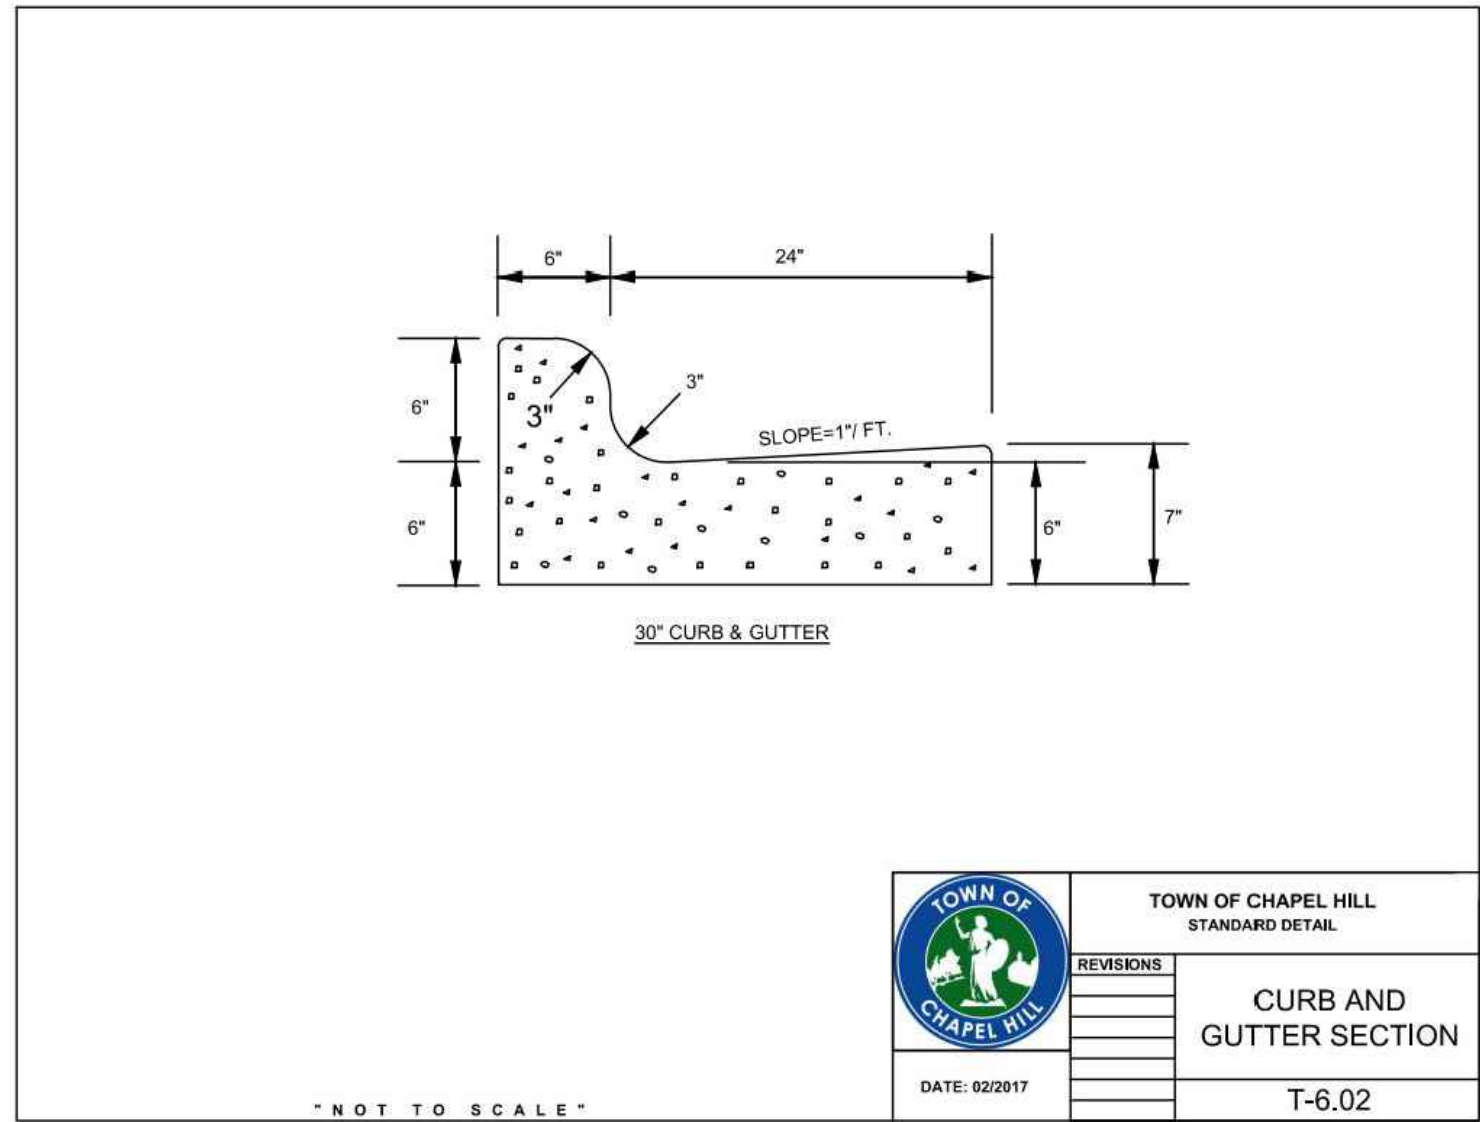 6" 24"
3"
3"
6"
SLOPE=1"/ FT.
6"
6"
7"
30" CURB & GUTTER
TOWN OF
CHAPEL HILL
TOWN OF CHAPEL HILL
STANDARD DETAIL
REVISIONS
CURB AND
GUTTER SECTION
DATE: 02/2017
T-6.02
"NOT TO SCALE"